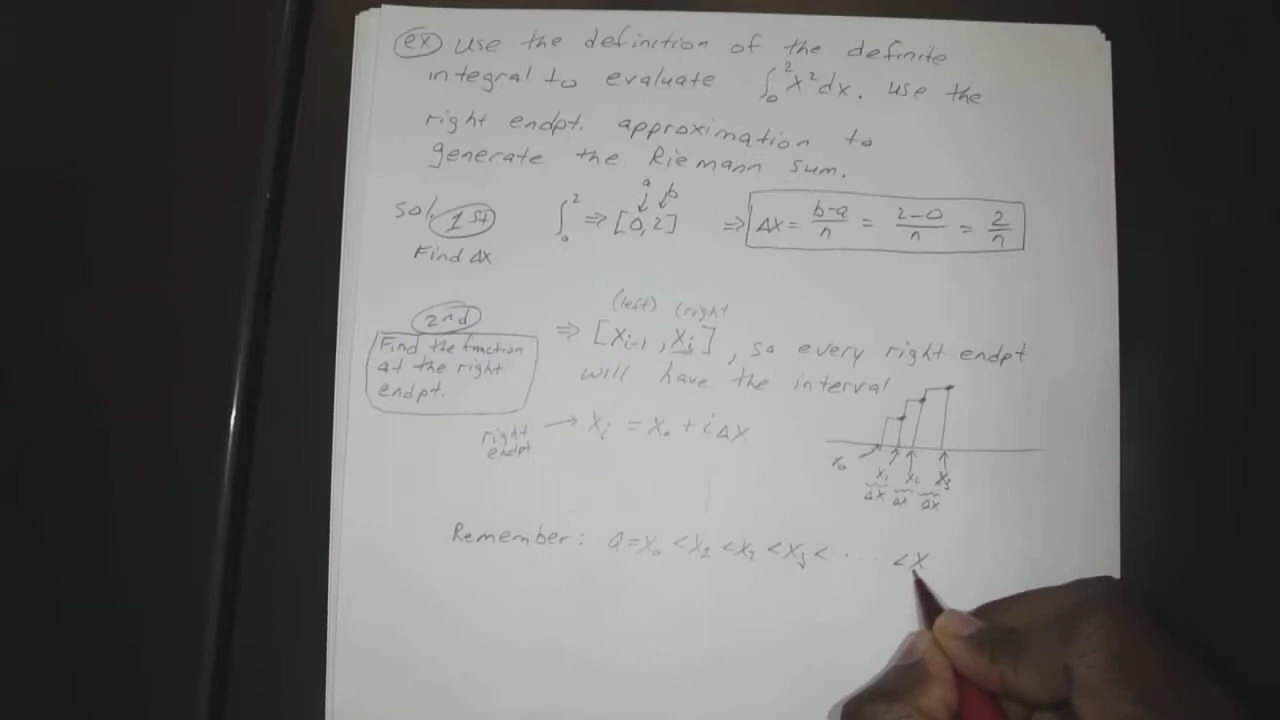 ex Use the definition of the definite
integral to evaluate ∫₀² x² dx. Use the
right endpt. approximation to
generate the Riemann sum.
a b
sol. 1st ∫₀² ⇒ [0, 2] ⇒ Δx = b-a/n = 2-0/n = 2/n
Find Δx
2nd
(left) (right
Find the function
at the right
endpt.
⇒ [xᵢ₋₁, xᵢ], so every right endpt
will have the interval
right
endpt → xᵢ = x₀ + iΔx
x₀ x₁ x₂ x₃
Δx Δx Δx
Remember: a = x₀ < x₁ < x₂ < x₃ < ... < x